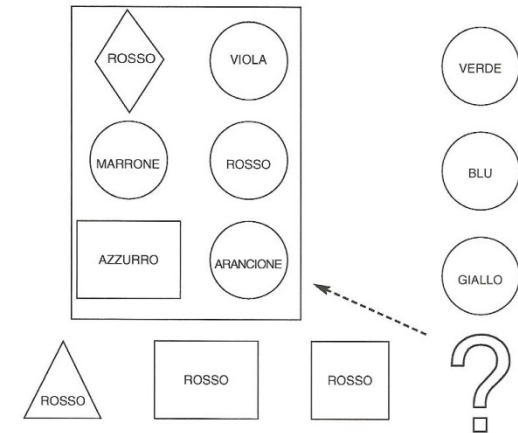 ROSSO
VIOLA
VERDE
MARRONE
ROSSO
BLU
AZZURRO
ARANCIONE
GIALLO
ROSSO
ROSSO
ROSSO
?